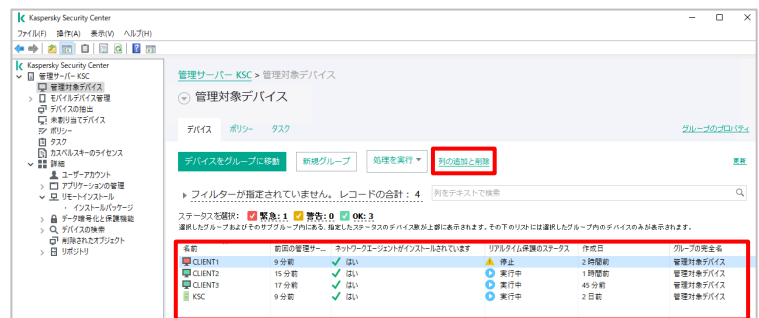 Kaspersky Security Center
ファイル(F) 操作(A) 表示(V) ヘルプ(H)
Kaspersky Security Center
管理サーバー KSC
管理対象デバイス
モバイルデバイス管理
デバイスの抽出
未割り当てデバイス
ポリシー
タスク
カスペルスキーのライセンス
詳細
ユーザーアカウント
アプリケーションの管理
リモートインストール
インストールパッケージ
データ暗号化と保護機能
デバイスの検索
削除されたオブジェクト
リポジトリ
管理サーバー KSC > 管理対象デバイス
管理対象デバイス
デバイス ポリシー タスク グループのプロパティ
デバイスをグループに移動 新規グループ 処理を実行 列の追加と削除 更新
フィルターが指定されていません。 レコードの合計: 4 列をテキストで検索
ステータスを選択: 緊急: 1 警告: 0 OK: 3
選択したグループおよびそのサブグループ内にある、指定したステータスのデバイス数が上部に表示されます。その下のリストには選択したグループ内のデバイスのみが表示されます。
名前 前回の管理サー... ネットワークエージェントがインストールされています リアルタイム保護のステータス 作成日 グループの完全名
CLIENT1 9 分前 はい 停止 2 時間前 管理対象デバイス
CLIENT2 15 分前 はい 実行中 1 時間前 管理対象デバイス
CLIENT3 17 分前 はい 実行中 45 分前 管理対象デバイス
KSC 9 分前 はい 実行中 2 日前 管理対象デバイス